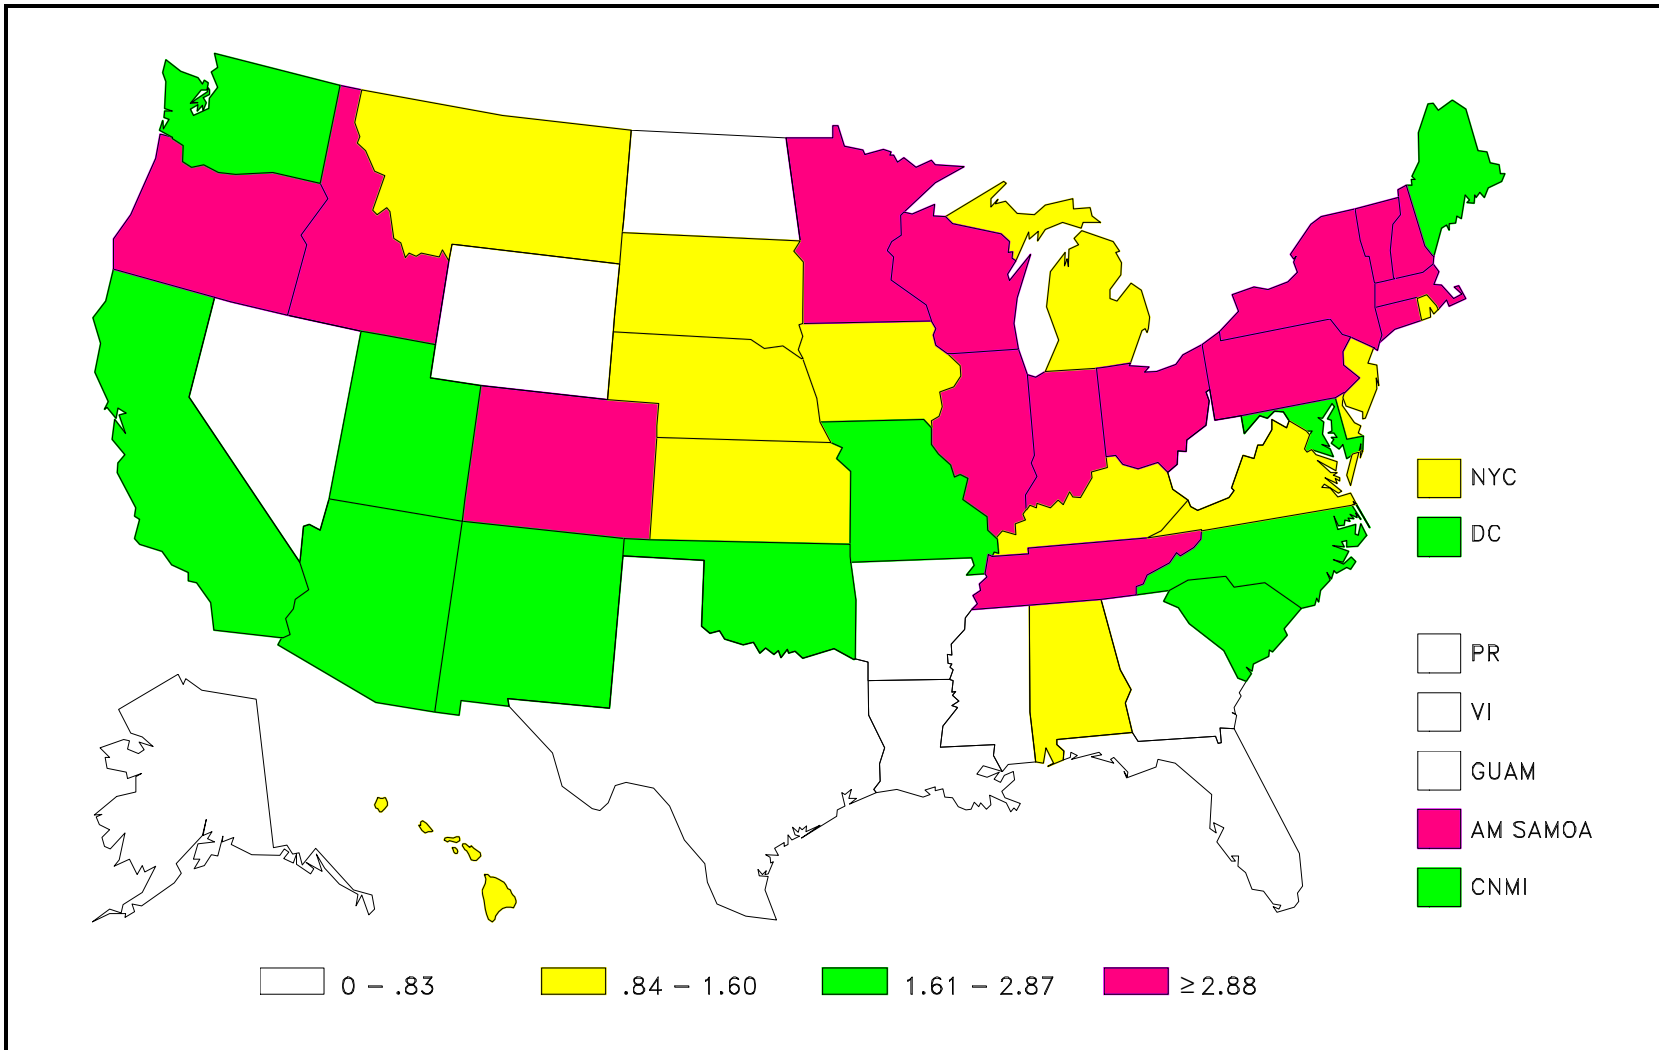 NYC
DC
PR
VI
GUAM
AM SAMOA
CNMI
0 – .83
.84 – 1.60
1.61 – 2.87
≥ 2.88